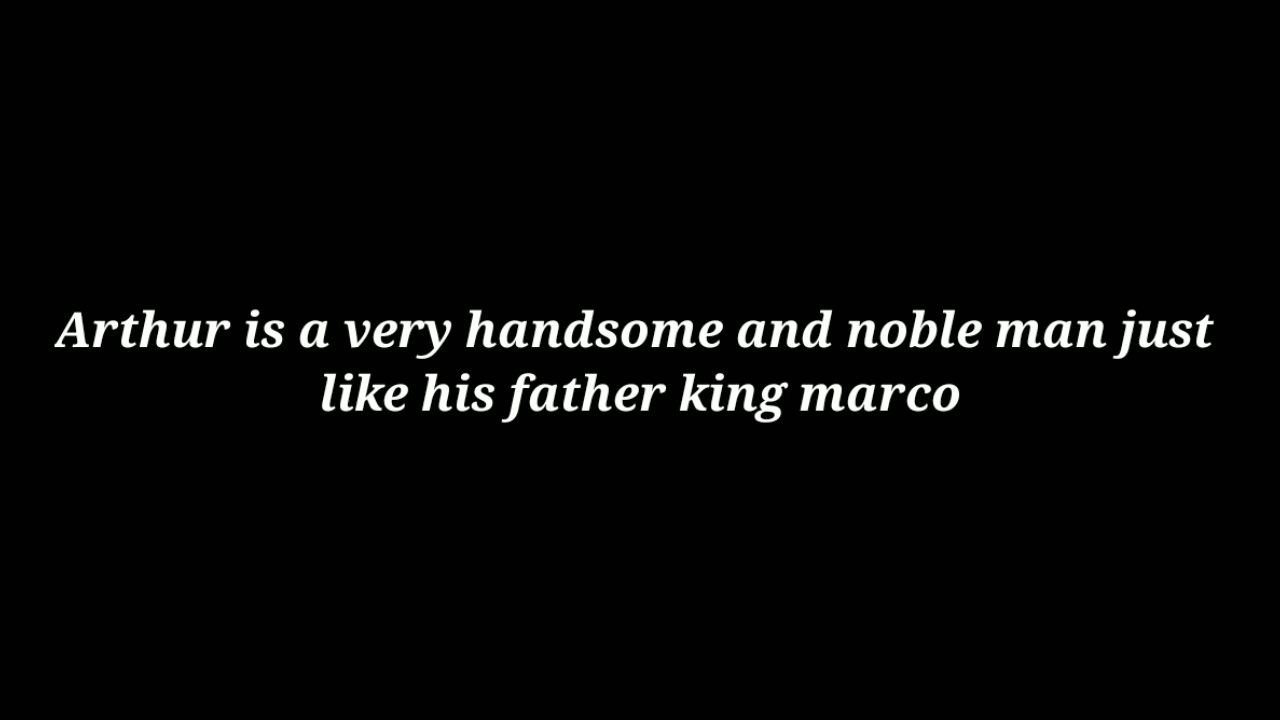 Arthur is a very handsome and noble man just
like his father king marco